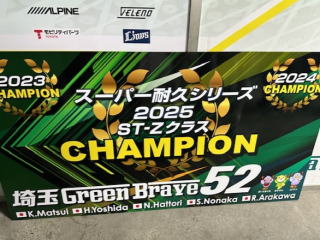 ALPINE VELENO
モビリティパーツ Lions
TOYOTA
2023
CHAMPION
2024
CHAMPION
スーパー耐久シリーズ
2025
ST-Zクラス
CHAMPION
埼玉 Green Brave 52
K.Matsui H.Yoshida N.Hattori S.Nonaka R.Arakawa